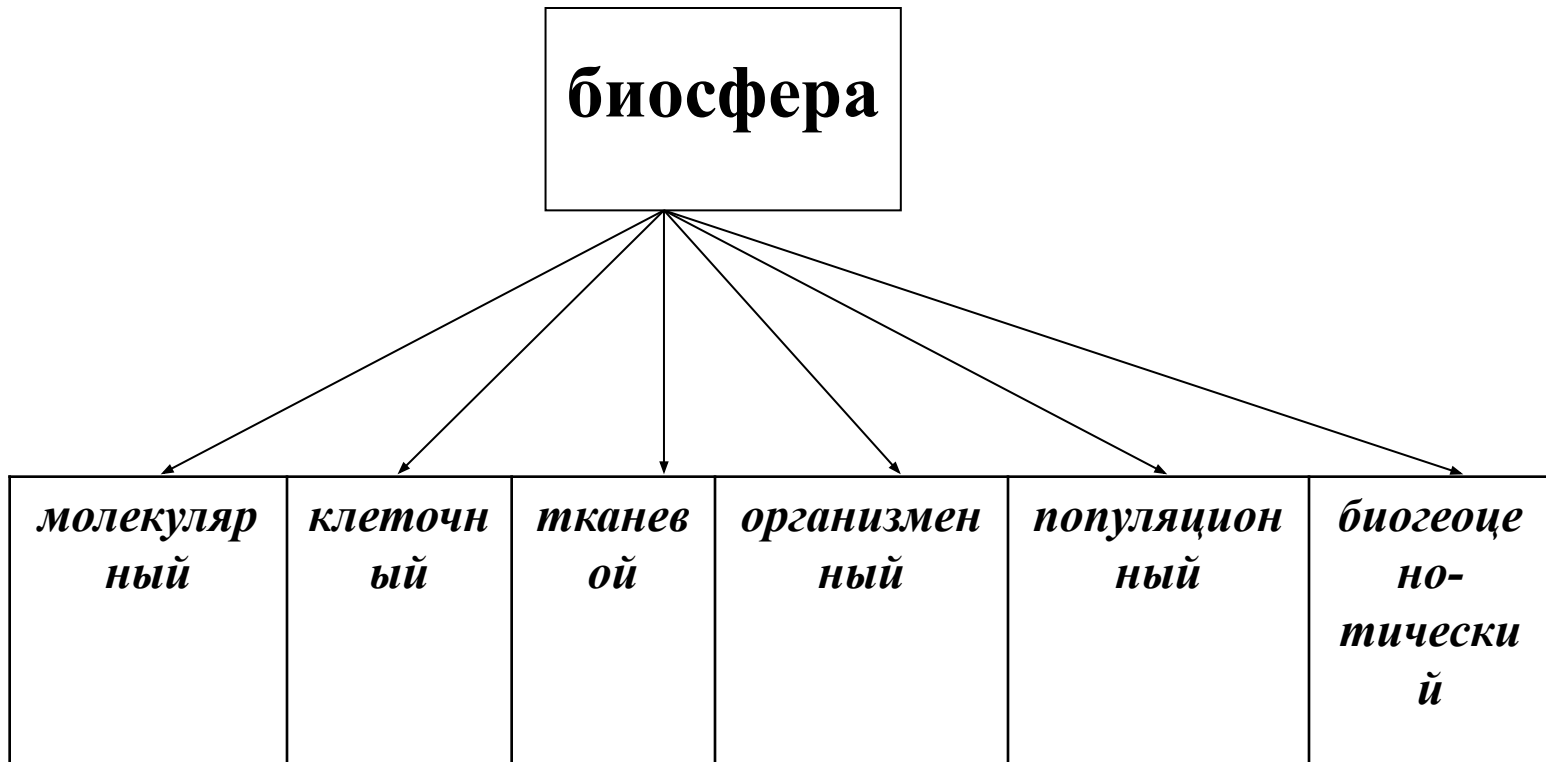 биосфера
молекуляр
ный
клеточн
ый
тканев
ой
организмен
ный
популяцион
ный
биогеоце
но-
тически
й